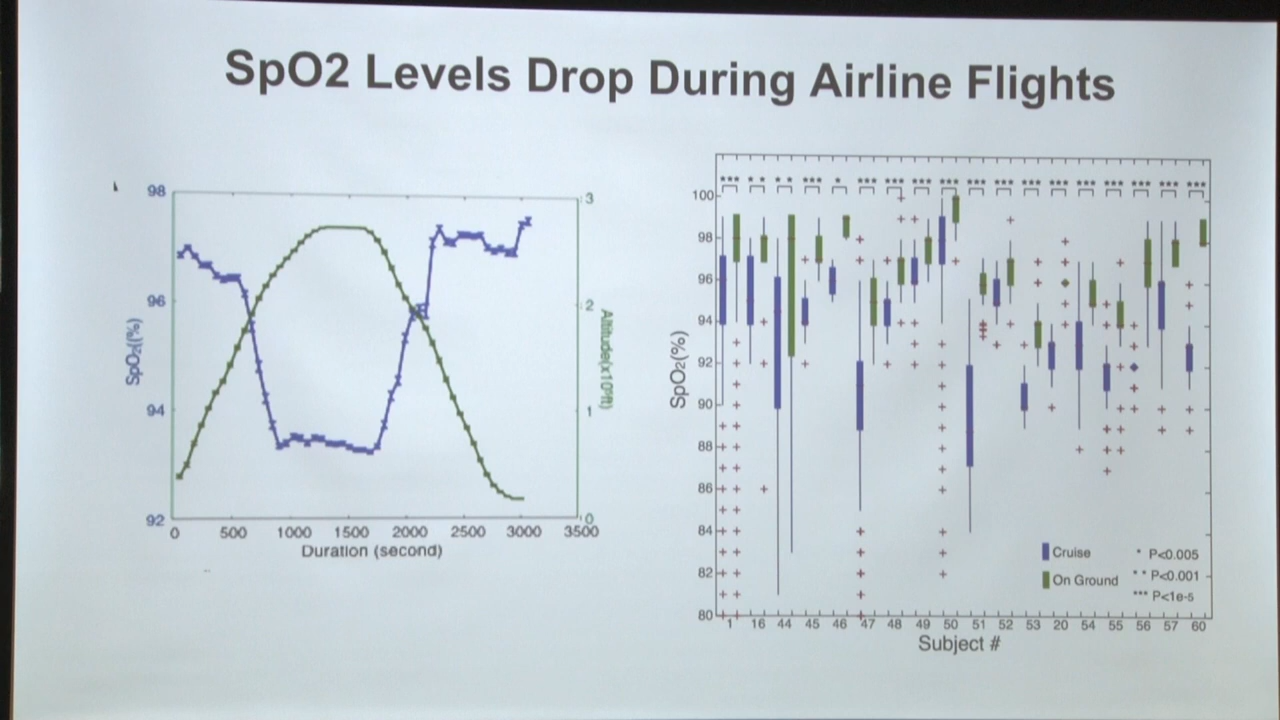 SpO2 Levels Drop During Airline Flights
98
96
94
92
SpO₂((%)
3
2
1
0
0 500 1000 1500 2000 2500 3000 3500
Duration (second)
*** ** ** *** * *** *** *** *** *** *** *** *** *** *** *** *** ***
100
98
96
94
92
90
88
86
84
82
80
SpO₂(%)
Cruise
On Ground
* P<0.005
** P<0.001
*** P<1e-5
1 16 44 45 46 47 48 49 50 51 52 53 20 54 55 56 57 60
Subject #